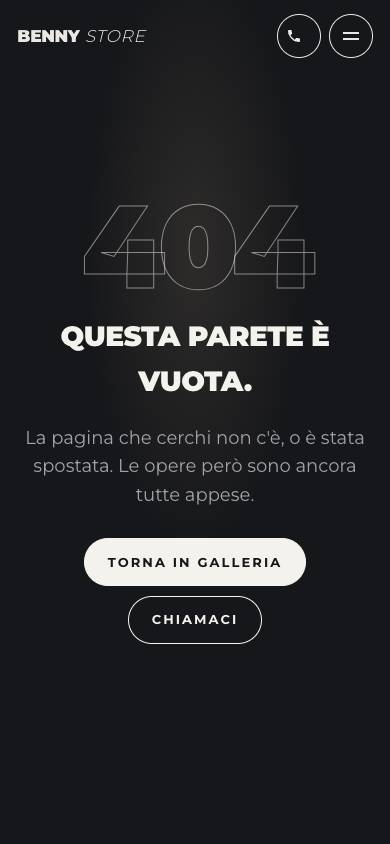 BENNY STORE
404
QUESTA PARETE È
VUOTA.
La pagina che cerchi non c'è, o è stata
spostata. Le opere però sono ancora
tutte appese.
TORNA IN GALLERIA
CHIAMACI